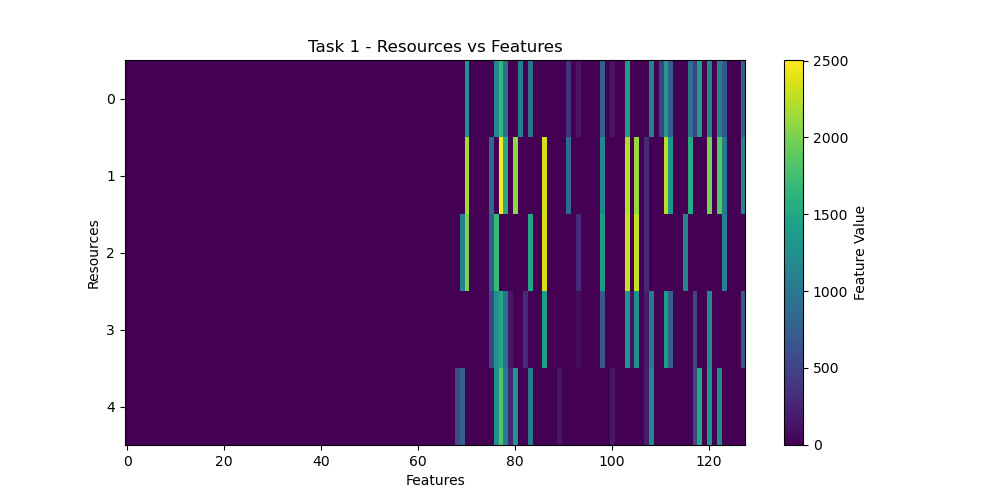 Task 1 - Resources vs Features
Resources
0
1
2
3
4
0 20 40 60 80 100 120
Features
2500
2000
1500
1000
500
0
Feature Value